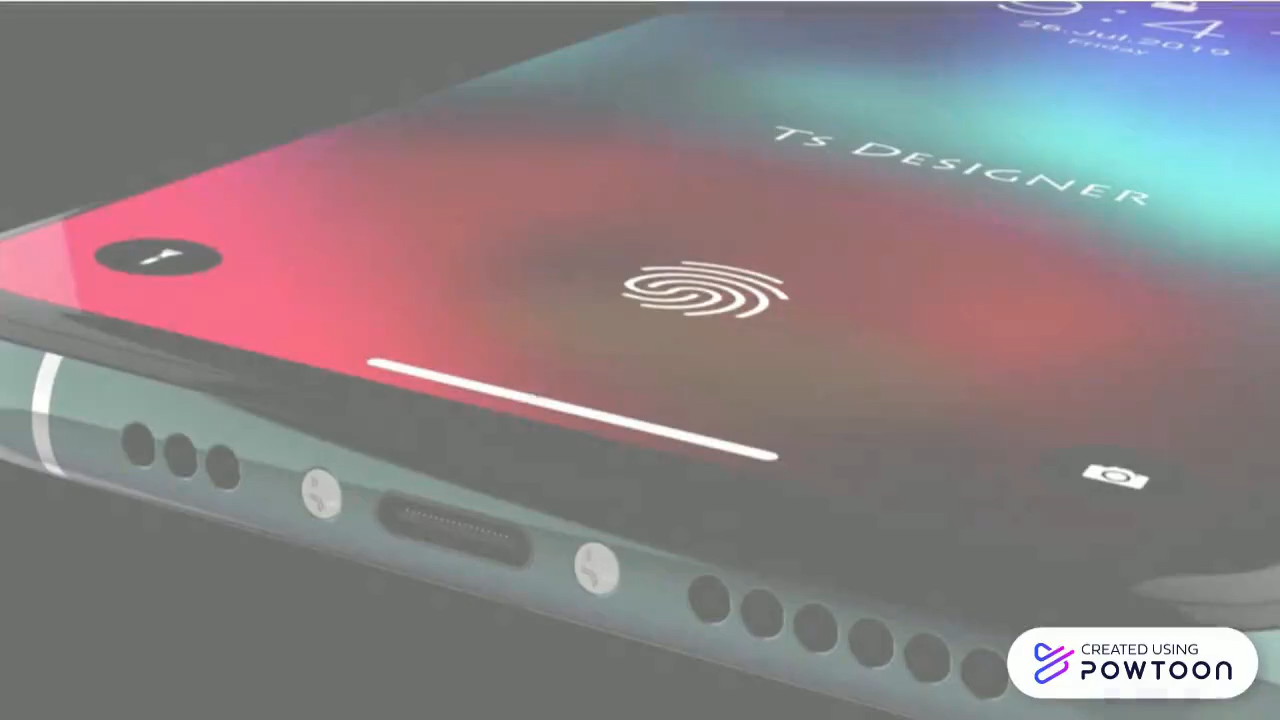 26.Jul.2019
Friday
TS DESIGNER
CREATED USING
POWTOON